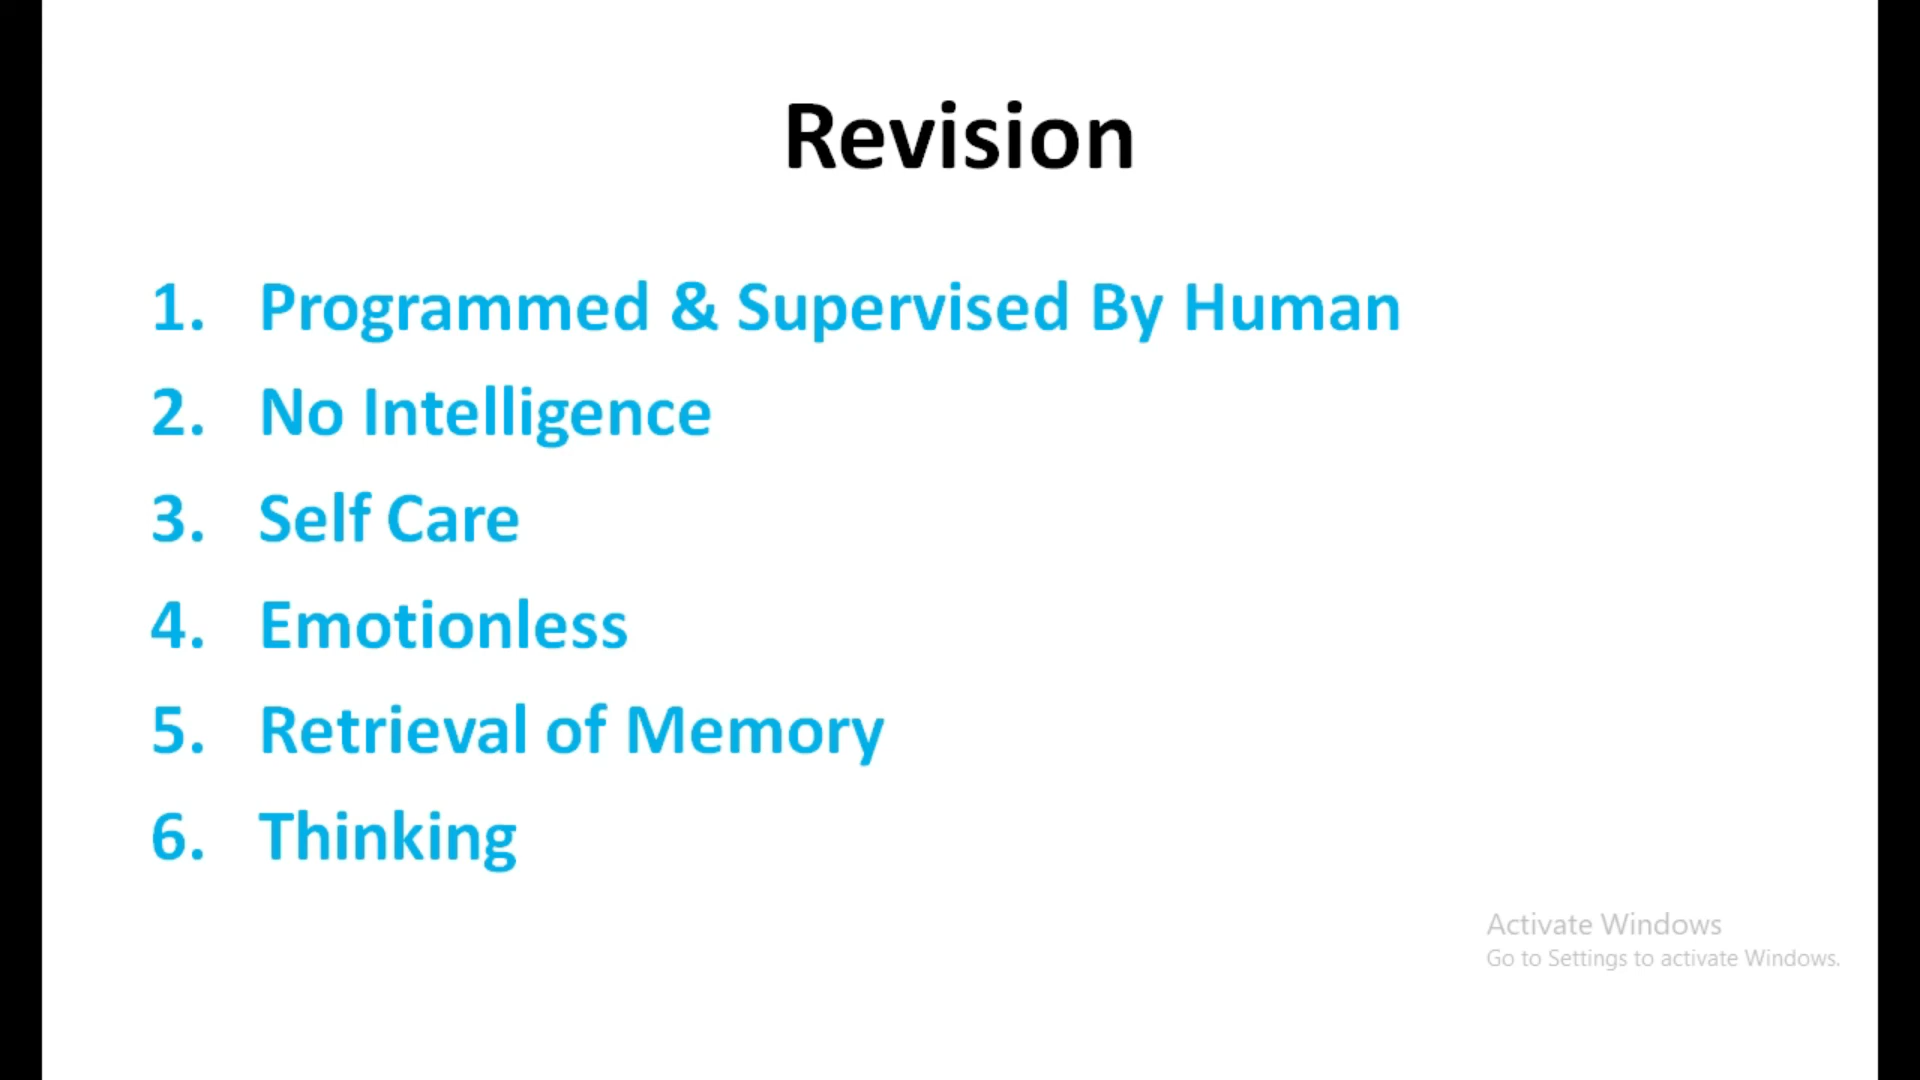 Revision
1. Programmed & Supervised By Human
2. No Intelligence
3. Self Care
4. Emotionless
5. Retrieval of Memory
6. Thinking
Activate Windows
Go to Settings to activate Windows.